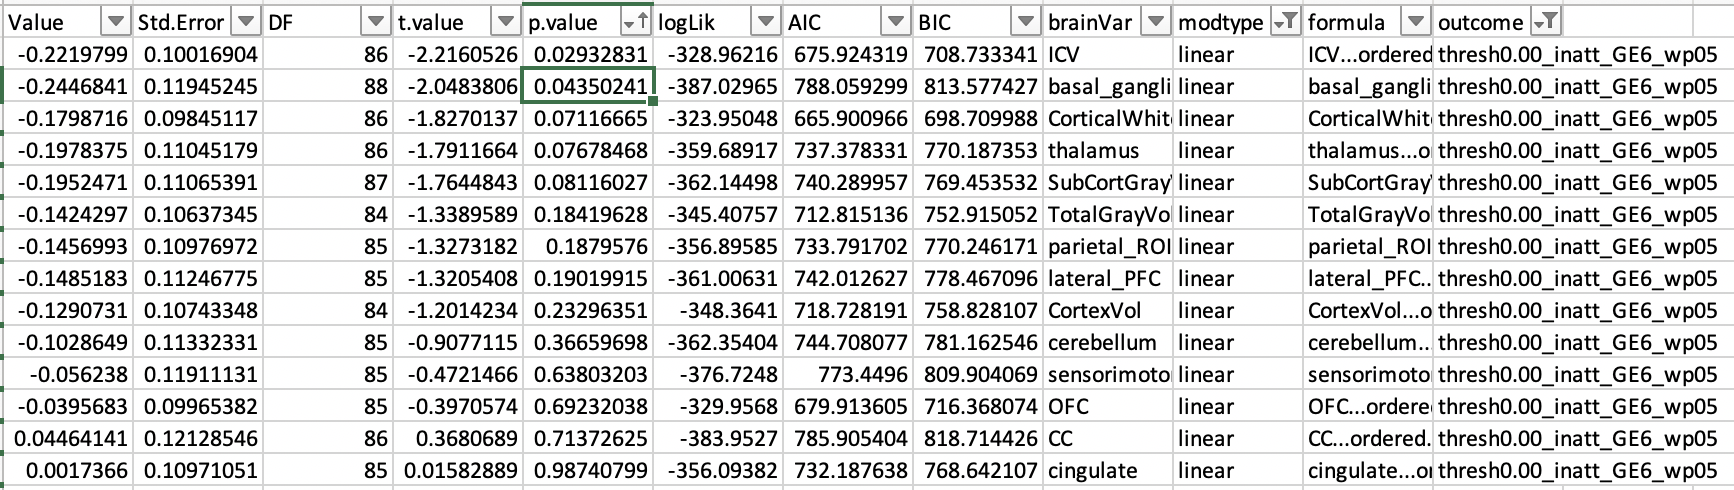 Value Std.Error DF t.value p.value logLik AIC BIC brainVar modtype formula outcome
-0.2219799 0.10016904 86 -2.2160526 0.02932831 -328.96216 675.924319 708.733341 ICV linear ICV...ordered thresh0.00_inatt_GE6_wp05
-0.2446841 0.11945245 88 -2.0483806 0.04350241 -387.02965 788.059299 813.577427 basal_gangli linear basal_gangli thresh0.00_inatt_GE6_wp05
-0.1798716 0.09845117 86 -1.8270137 0.07116665 -323.95048 665.900966 698.709988 CorticalWhit linear CorticalWhit thresh0.00_inatt_GE6_wp05
-0.1978375 0.11045179 86 -1.7911664 0.07678468 -359.68917 737.378331 770.187353 thalamus linear thalamus...o thresh0.00_inatt_GE6_wp05
-0.1952471 0.11065391 87 -1.7644843 0.08116027 -362.14498 740.289957 769.453532 SubCortGray linear SubCortGray thresh0.00_inatt_GE6_wp05
-0.1424297 0.10637345 84 -1.3389589 0.18419628 -345.40757 712.815136 752.915052 TotalGrayVo linear TotalGrayVo thresh0.00_inatt_GE6_wp05
-0.1456993 0.10976972 85 -1.3273182 0.1879576 -356.89585 733.791702 770.246171 parietal_ROI linear parietal_ROI thresh0.00_inatt_GE6_wp05
-0.1485183 0.11246775 85 -1.3205408 0.19019915 -361.00631 742.012627 778.467096 lateral_PFC linear lateral_PFC.. thresh0.00_inatt_GE6_wp05
-0.1290731 0.10743348 84 -1.2014234 0.23296351 -348.3641 718.728191 758.828107 CortexVol linear CortexVol...o thresh0.00_inatt_GE6_wp05
-0.1028649 0.11332331 85 -0.9077115 0.36659698 -362.35404 744.708077 781.162546 cerebellum linear cerebellum.. thresh0.00_inatt_GE6_wp05
-0.056238 0.11911131 85 -0.4721466 0.63803203 -376.7248 773.4496 809.904069 sensorimoto linear sensorimoto thresh0.00_inatt_GE6_wp05
-0.0395683 0.09965382 85 -0.3970574 0.69232038 -329.9568 679.913605 716.368074 OFC linear OFC...ordere thresh0.00_inatt_GE6_wp05
0.04464141 0.12128546 86 0.3680689 0.71372625 -383.9527 785.905404 818.714426 CC linear CC...ordered. thresh0.00_inatt_GE6_wp05
0.0017366 0.10971051 85 0.01582889 0.98740799 -356.09382 732.187638 768.642107 cingulate linear cingulate...o thresh0.00_inatt_GE6_wp05